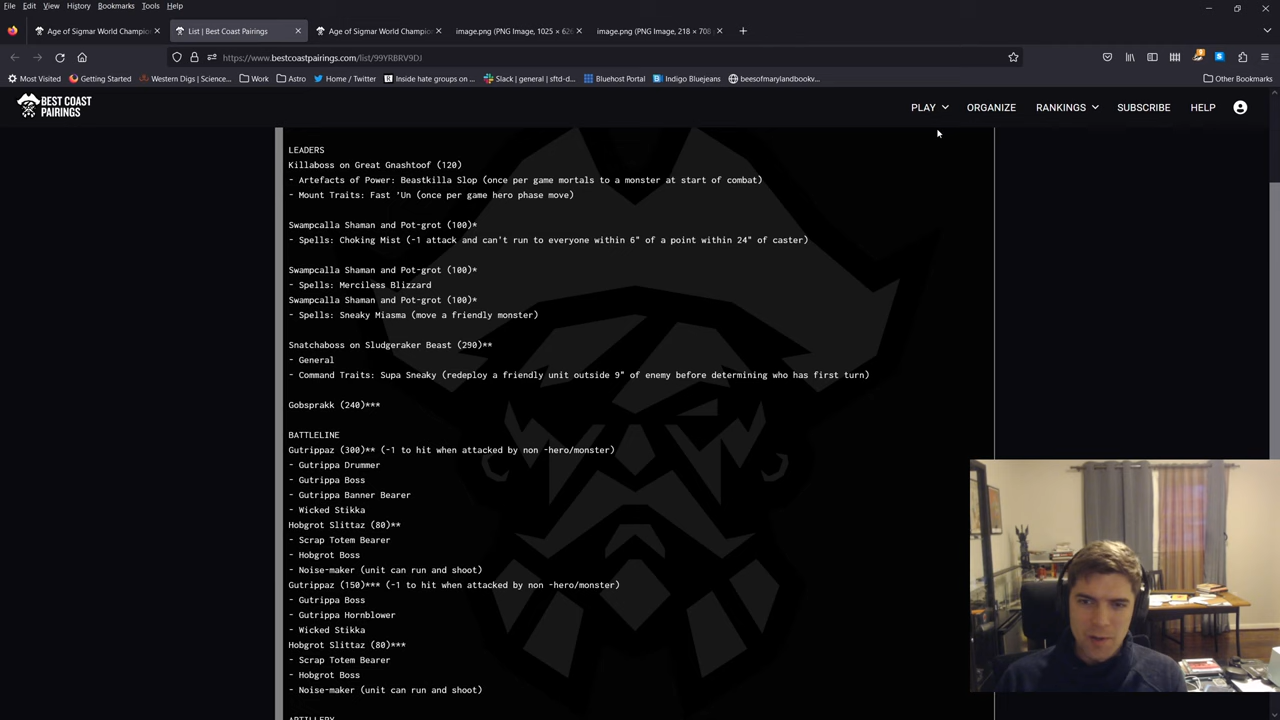 File Edit View History Bookmarks Tools Help
Age of Sigmar World Champion
List | Best Coast Pairings
Age of Sigmar World Champion
image.png (PNG Image, 1025 × 62
image.png (PNG Image, 218 × 708
https://www.bestcoastpairings.com/list/99YRBRV9DJ
Most Visited Getting Started Western Digs | Science... Work Astro Home / Twitter Inside hate groups on ... Slack | general | sftd-d... Bluehost Portal Indigo Bluejeans beesofmarylandbookv... Other Bookmarks
BEST COAST
PAIRINGS
PLAY ORGANIZE RANKINGS SUBSCRIBE HELP
LEADERS
Killaboss on Great Gnashtoof (120)
- Artefacts of Power: Beastkilla Slop (once per game mortals to a monster at start of combat)
- Mount Traits: Fast 'Un (once per game hero phase move)
Swampcalla Shaman and Pot-grot (100)*
- Spells: Choking Mist (-1 attack and can't run to everyone within 6" of a point within 24" of caster)
Swampcalla Shaman and Pot-grot (100)*
- Spells: Merciless Blizzard
Swampcalla Shaman and Pot-grot (100)*
- Spells: Sneaky Miasma (move a friendly monster)
Snatchaboss on Sludgeraker Beast (290)**
- General
- Command Traits: Supa Sneaky (redeploy a friendly unit outside 9" of enemy before determining who has first turn)
Gobsprakk (240)***
BATTLELINE
Gutrippaz (300)** (-1 to hit when attacked by non -hero/monster)
- Gutrippa Drummer
- Gutrippa Boss
- Gutrippa Banner Bearer
- Wicked Stikka
Hobgrot Slittaz (80)**
- Scrap Totem Bearer
- Hobgrot Boss
- Noise-maker (unit can run and shoot)
Gutrippaz (150)*** (-1 to hit when attacked by non -hero/monster)
- Gutrippa Boss
- Gutrippa Hornblower
- Wicked Stikka
Hobgrot Slittaz (80)***
- Scrap Totem Bearer
- Hobgrot Boss
- Noise-maker (unit can run and shoot)
ARTILLERY